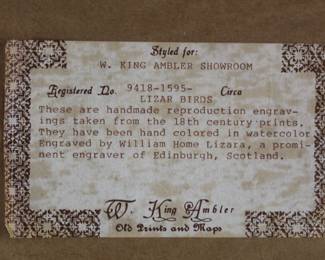 Styled for:
W. KING AMBLER SHOWROOM
Registered No. 9418-1595- Circa
LIZAR BIRDS
These are handmade reproduction engrav-
ings taken from the 18th century prints.
They have been hand colored in watercolor
Engraved by William Home Lizara, a promi-
nent engraver of Edinburgh, Scotland.
W. King Ambler
Old Prints and Maps